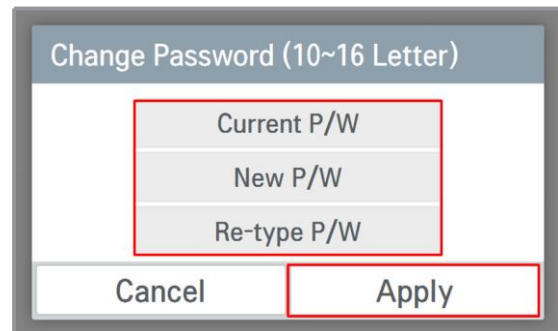 Change Password (10~16 Letter)
Current P/W
New P/W
Re-type P/W
Cancel Apply